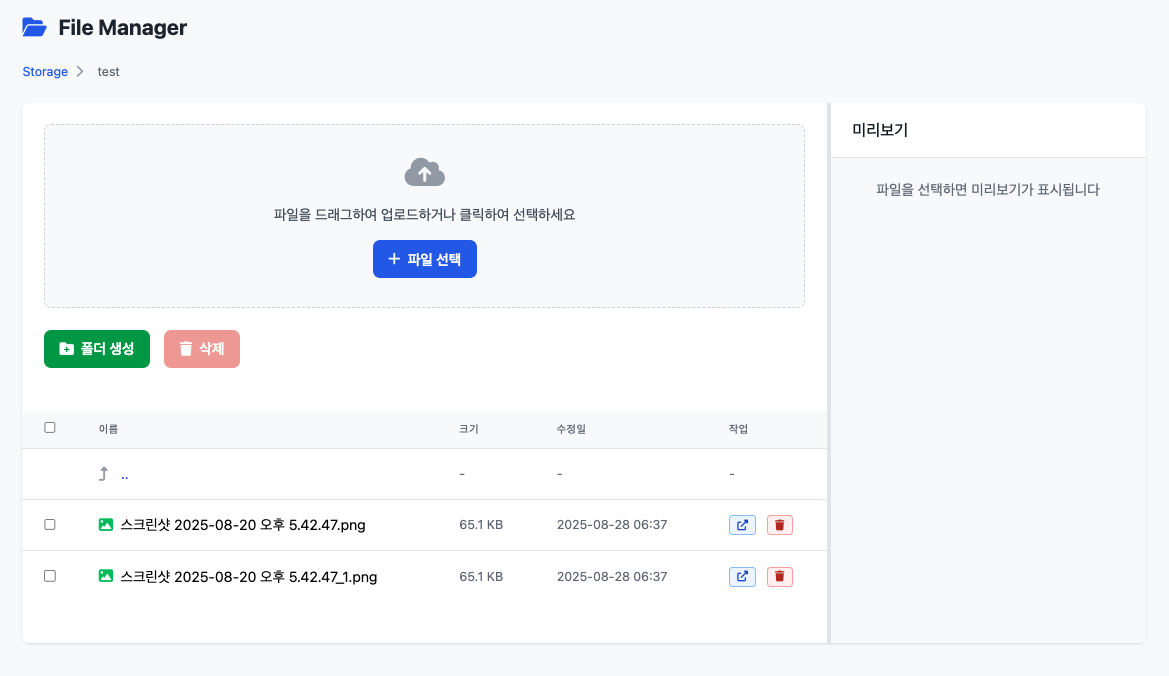 File Manager
Storage test
파일을 드래그하여 업로드하거나 클릭하여 선택하세요
+ 파일 선택
폴더 생성 삭제
이름 크기 수정일 작업
.. - - -
스크린샷 2025-08-20 오후 5.42.47.png 65.1 KB 2025-08-28 06:37
스크린샷 2025-08-20 오후 5.42.47_1.png 65.1 KB 2025-08-28 06:37
미리보기
파일을 선택하면 미리보기가 표시됩니다